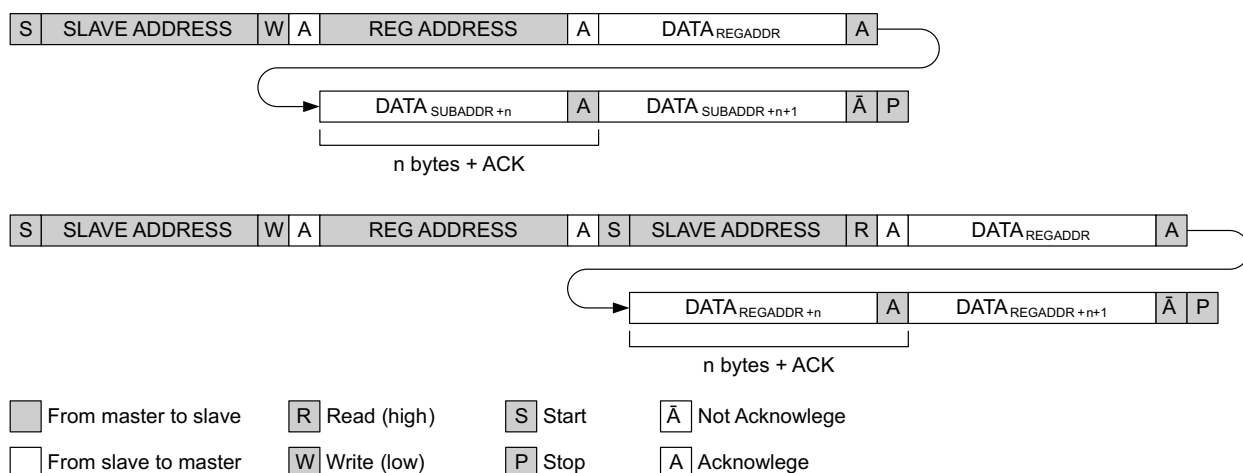 S SLAVE ADDRESS W A REG ADDRESS A DATA REGADDR A
DATA SUBADDR +n A DATA SUBADDR +n+1 Ā P
n bytes + ACK
S SLAVE ADDRESS W A REG ADDRESS A S SLAVE ADDRESS R A DATA REGADDR A
DATA REGADDR +n A DATA REGADDR +n+1 Ā P
n bytes + ACK
From master to slave R Read (high) S Start Ā Not Acknowlege
From slave to master W Write (low) P Stop A Acknowlege